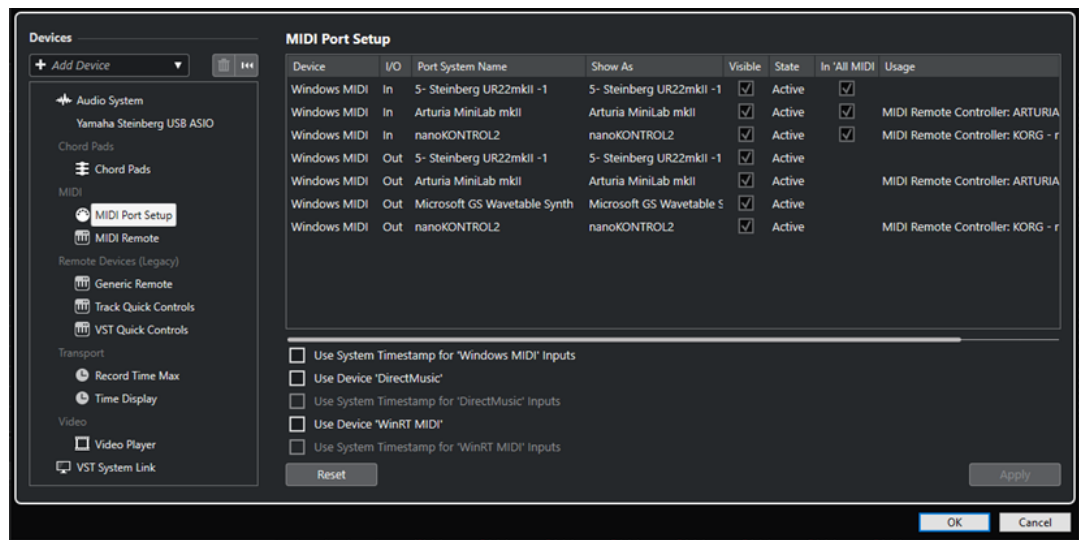 Devices
+ Add Device
Audio System
Yamaha Steinberg USB ASIO
Chord Pads
Chord Pads
MIDI
MIDI Port Setup
MIDI Remote
Remote Devices (Legacy)
Generic Remote
Track Quick Controls
VST Quick Controls
Transport
Record Time Max
Time Display
Video
Video Player
VST System Link
MIDI Port Setup
Device I/O Port System Name Show As Visible State In 'All MIDI Usage
Windows MIDI In 5- Steinberg UR22mkII -1 5- Steinberg UR22mkII -1 Active
Windows MIDI In Arturia MiniLab mkII Arturia MiniLab mkII Active MIDI Remote Controller: ARTURIA
Windows MIDI In nanoKONTROL2 nanoKONTROL2 Active MIDI Remote Controller: KORG - r
Windows MIDI Out 5- Steinberg UR22mkII -1 5- Steinberg UR22mkII -1 Active
Windows MIDI Out Arturia MiniLab mkII Arturia MiniLab mkII Active MIDI Remote Controller: ARTURIA
Windows MIDI Out Microsoft GS Wavetable Synth Microsoft GS Wavetable S Active
Windows MIDI Out nanoKONTROL2 nanoKONTROL2 Active MIDI Remote Controller: KORG - r
Use System Timestamp for 'Windows MIDI' Inputs
Use Device 'DirectMusic'
Use System Timestamp for 'DirectMusic' Inputs
Use Device 'WinRT MIDI'
Use System Timestamp for 'WinRT MIDI' Inputs
Reset Apply
OK Cancel